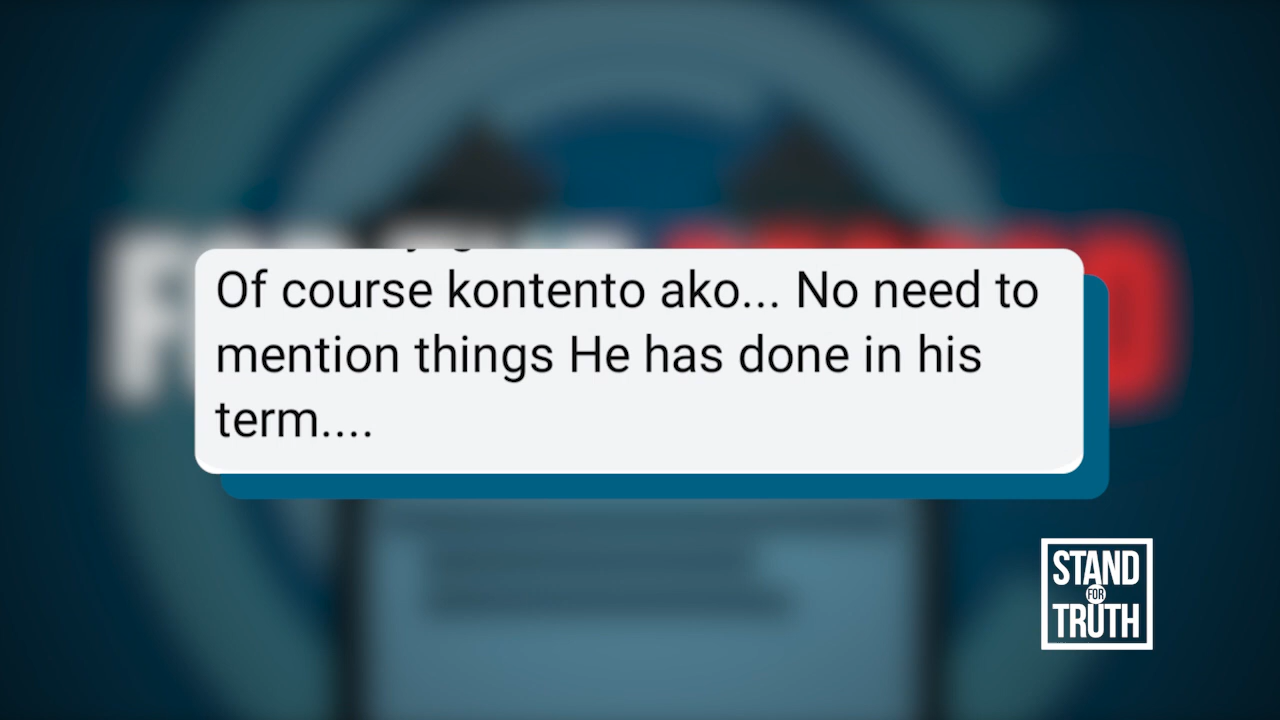 Of course kontento ako... No need to
mention things He has done in his
term....
STAND
FOR
TRUTH